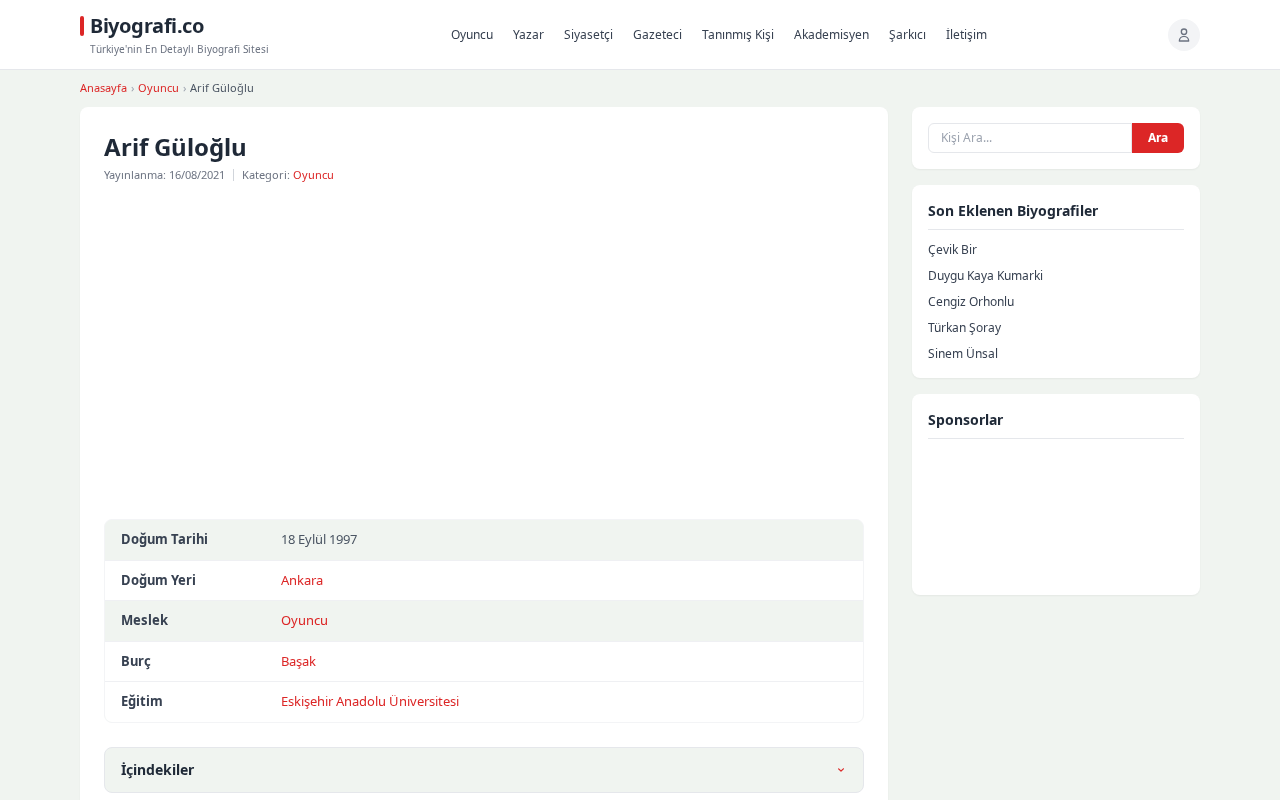 Biyografi.co
Türkiye'nin En Detaylı Biyografi Sitesi
Oyuncu Yazar Siyasetçi Gazeteci Tanınmış Kişi Akademisyen Şarkıcı İletişim
Anasayfa › Oyuncu › Arif Güloğlu
Arif Güloğlu
Yayınlanma: 16/08/2021 Kategori: Oyuncu
Doğum Tarihi 18 Eylül 1997
Doğum Yeri Ankara
Meslek Oyuncu
Burç Başak
Eğitim Eskişehir Anadolu Üniversitesi
İçindekiler
Kişi Ara... Ara
Son Eklenen Biyografiler
Çevik Bir
Duygu Kaya Kumarki
Cengiz Orhonlu
Türkan Şoray
Sinem Ünsal
Sponsorlar